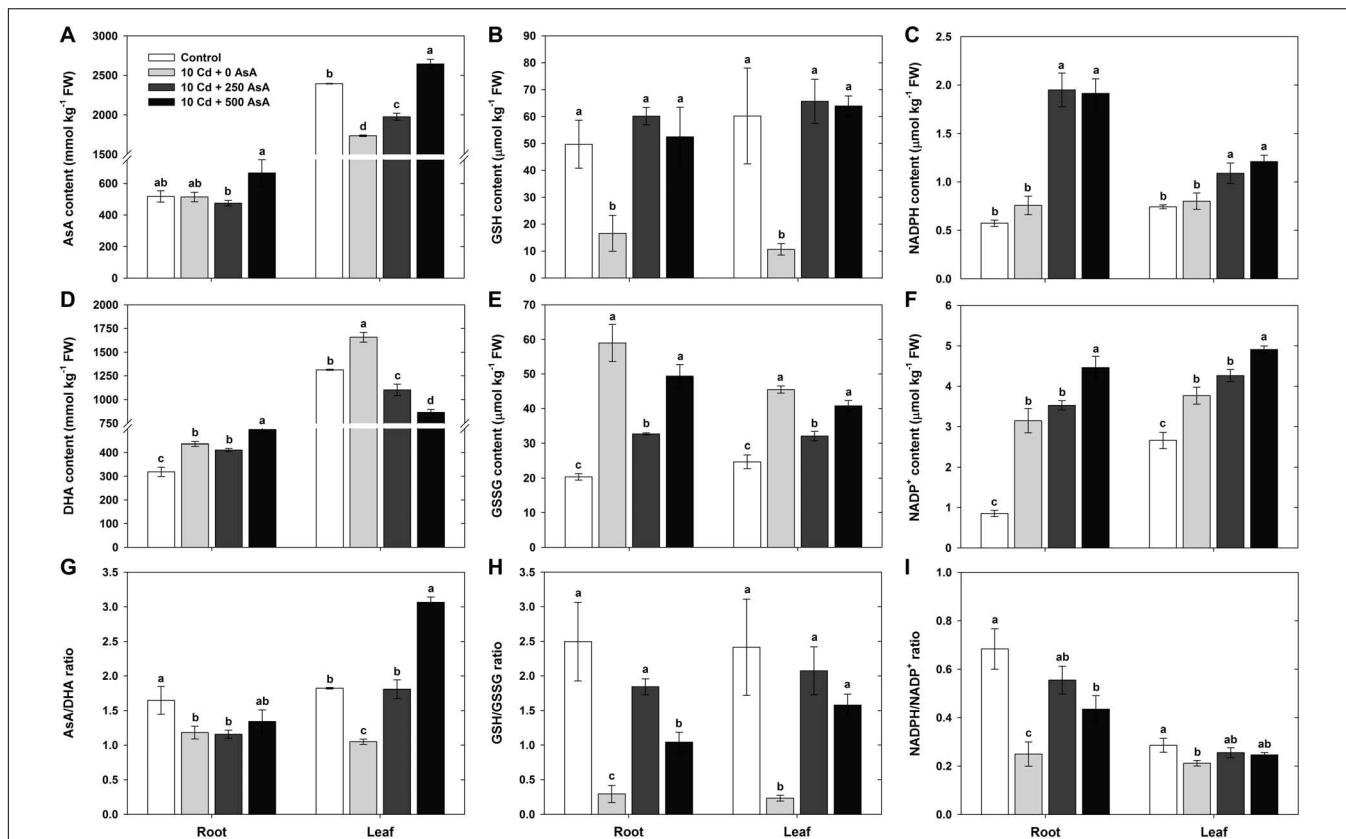 A
AsA content (mmol kg⁻¹ FW)
3000
2500
2000
1500
600
400
200
0
Control
10 Cd + 0 AsA
10 Cd + 250 AsA
10 Cd + 500 AsA
ab ab b a
b d c a
B
GSH content (μmol kg⁻¹ FW)
90
80
70
60
50
40
30
20
10
0
a b a a
a b a a
C
NADPH content (μmol kg⁻¹ FW)
2.5
2.0
1.5
1.0
0.5
0.0
b b a a
b b a a
D
DHA content (mmol kg⁻¹ FW)
2000
1750
1500
1250
1000
750
400
300
200
100
0
c b b a
b a c d
E
GSSG content (μmol kg⁻¹ FW)
70
60
50
40
30
20
10
0
c a b a
c a b a
F
NADP⁺ content (μmol kg⁻¹ FW)
6
5
4
3
2
1
0
c b b a
c b b a
G
AsA/DHA ratio
3.5
3.0
2.5
2.0
1.5
1.0
0.5
0.0
a b b ab
b c b a
Root Leaf
H
GSH/GSSG ratio
3.5
3.0
2.5
2.0
1.5
1.0
0.5
0.0
a c a b
a b a a
Root Leaf
I
NADPH/NADP⁺ ratio
1.0
0.8
0.6
0.4
0.2
0.0
a c ab b
a b ab ab
Root Leaf